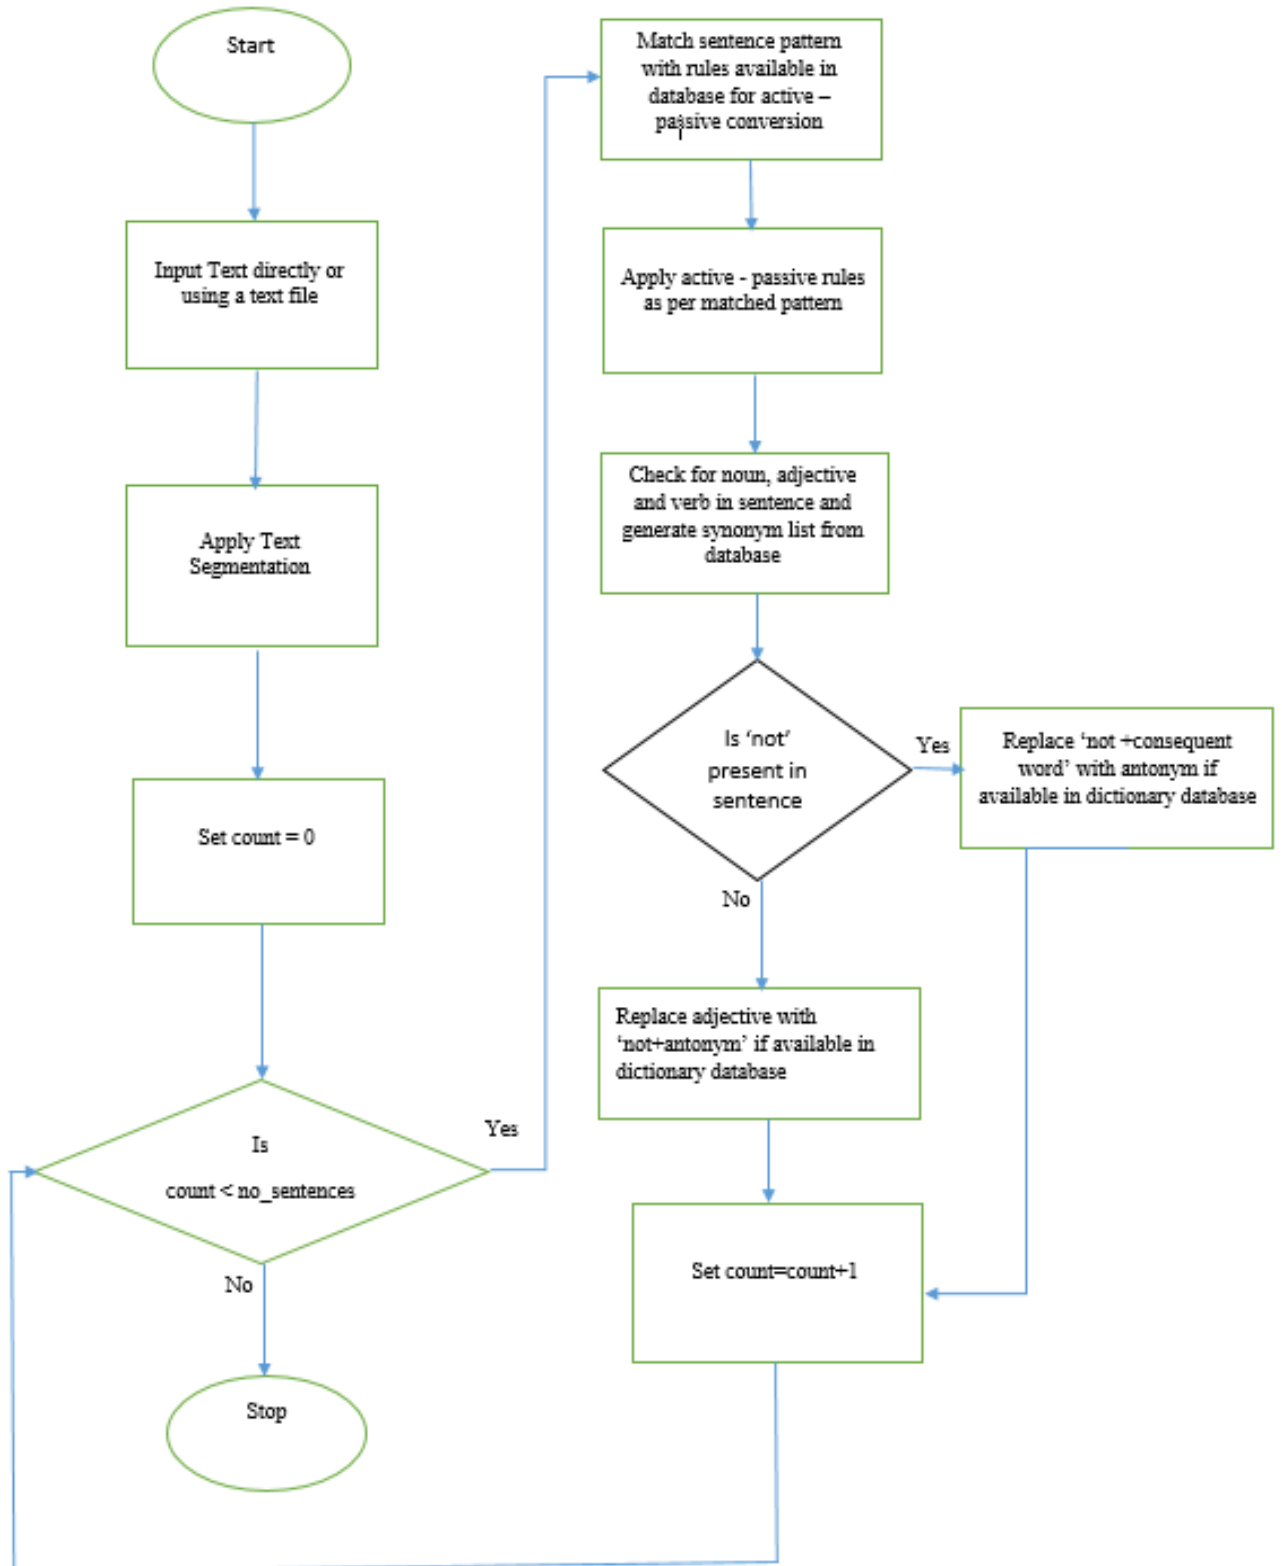 Start
Input Text directly or
using a text file
Apply Text
Segmentation
Set count = 0
Is
count < no_sentences
Yes
No
Stop
Match sentence pattern
with rules available in
database for active –
passive conversion
Apply active - passive rules
as per matched pattern
Check for noun, adjective
and verb in sentence and
generate synonym list from
database
Is ‘not’
present in
sentence
Yes
Replace ‘not +consequent
word’ with antonym if
available in dictionary database
No
Replace adjective with
‘not+antonym’ if available in
dictionary database
Set count=count+1